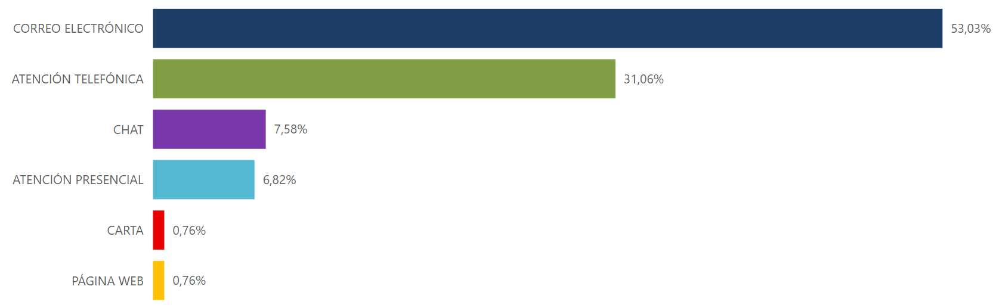 CORREO ELECTRÓNICO 53,03%
ATENCIÓN TELEFÓNICA 31,06%
CHAT 7,58%
ATENCIÓN PRESENCIAL 6,82%
CARTA 0,76%
PÁGINA WEB 0,76%